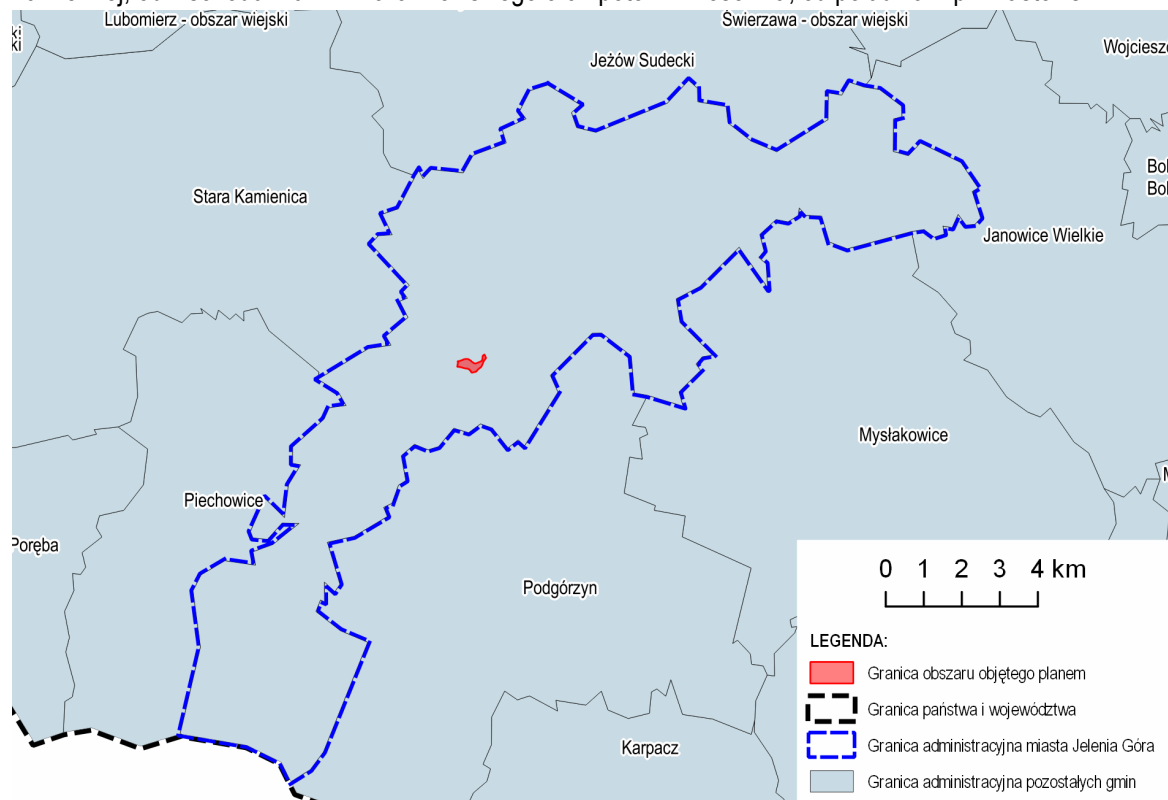 Lubomierz - obszar wiejski
Świerzawa - obszar wiejski
Jeżów Sudecki
Stara Kamienica
Janowice Wielkie
Mysłakowice
Piechowice
Poręba
Podgórzyn
Karpacz
0 1 2 3 4 km
LEGENDA:
Granica obszaru objętego planem
Granica państwa i województwa
Granica administracyjna miasta Jelenia Góra
Granica administracyjna pozostałych gmin